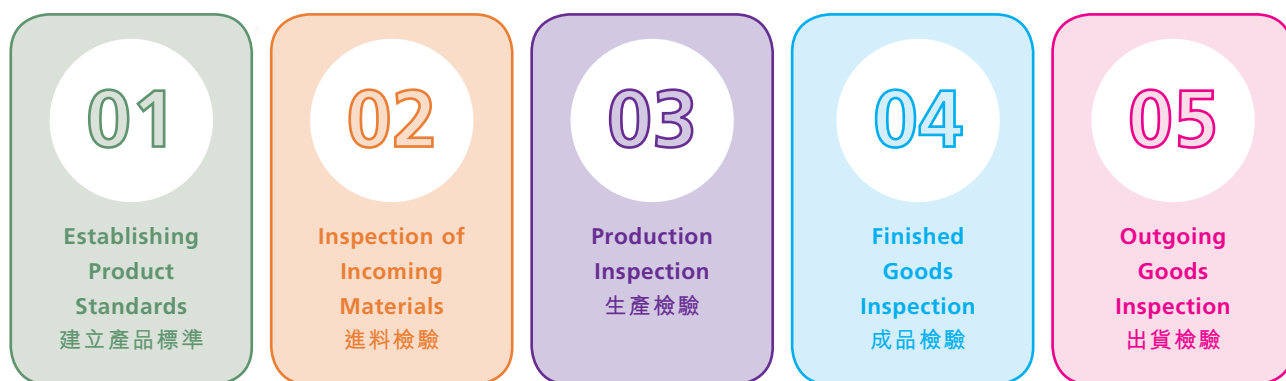 01
Establishing
Product
Standards
建立產品標準
02
Inspection of
Incoming
Materials
進料檢驗
03
Production
Inspection
生產檢驗
04
Finished
Goods
Inspection
成品檢驗
05
Outgoing
Goods
Inspection
出貨檢驗